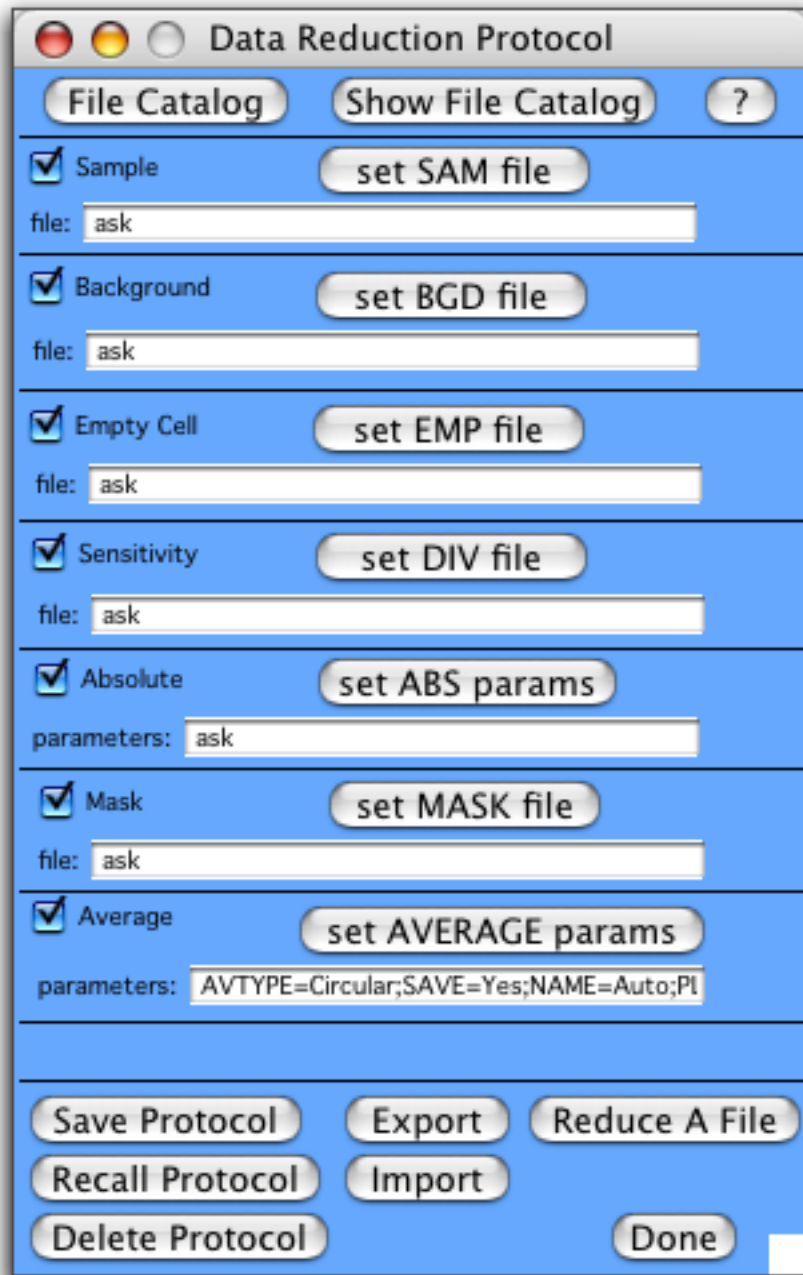 Data Reduction Protocol
File Catalog Show File Catalog ?
Sample set SAM file
file: ask
Background set BGD file
file: ask
Empty Cell set EMP file
file: ask
Sensitivity set DIV file
file: ask
Absolute set ABS params
parameters: ask
Mask set MASK file
file: ask
Average set AVERAGE params
parameters: AVTYPE=Circular;SAVE=Yes;NAME=Auto;Pl
Save Protocol Export Reduce A File
Recall Protocol Import
Delete Protocol Done